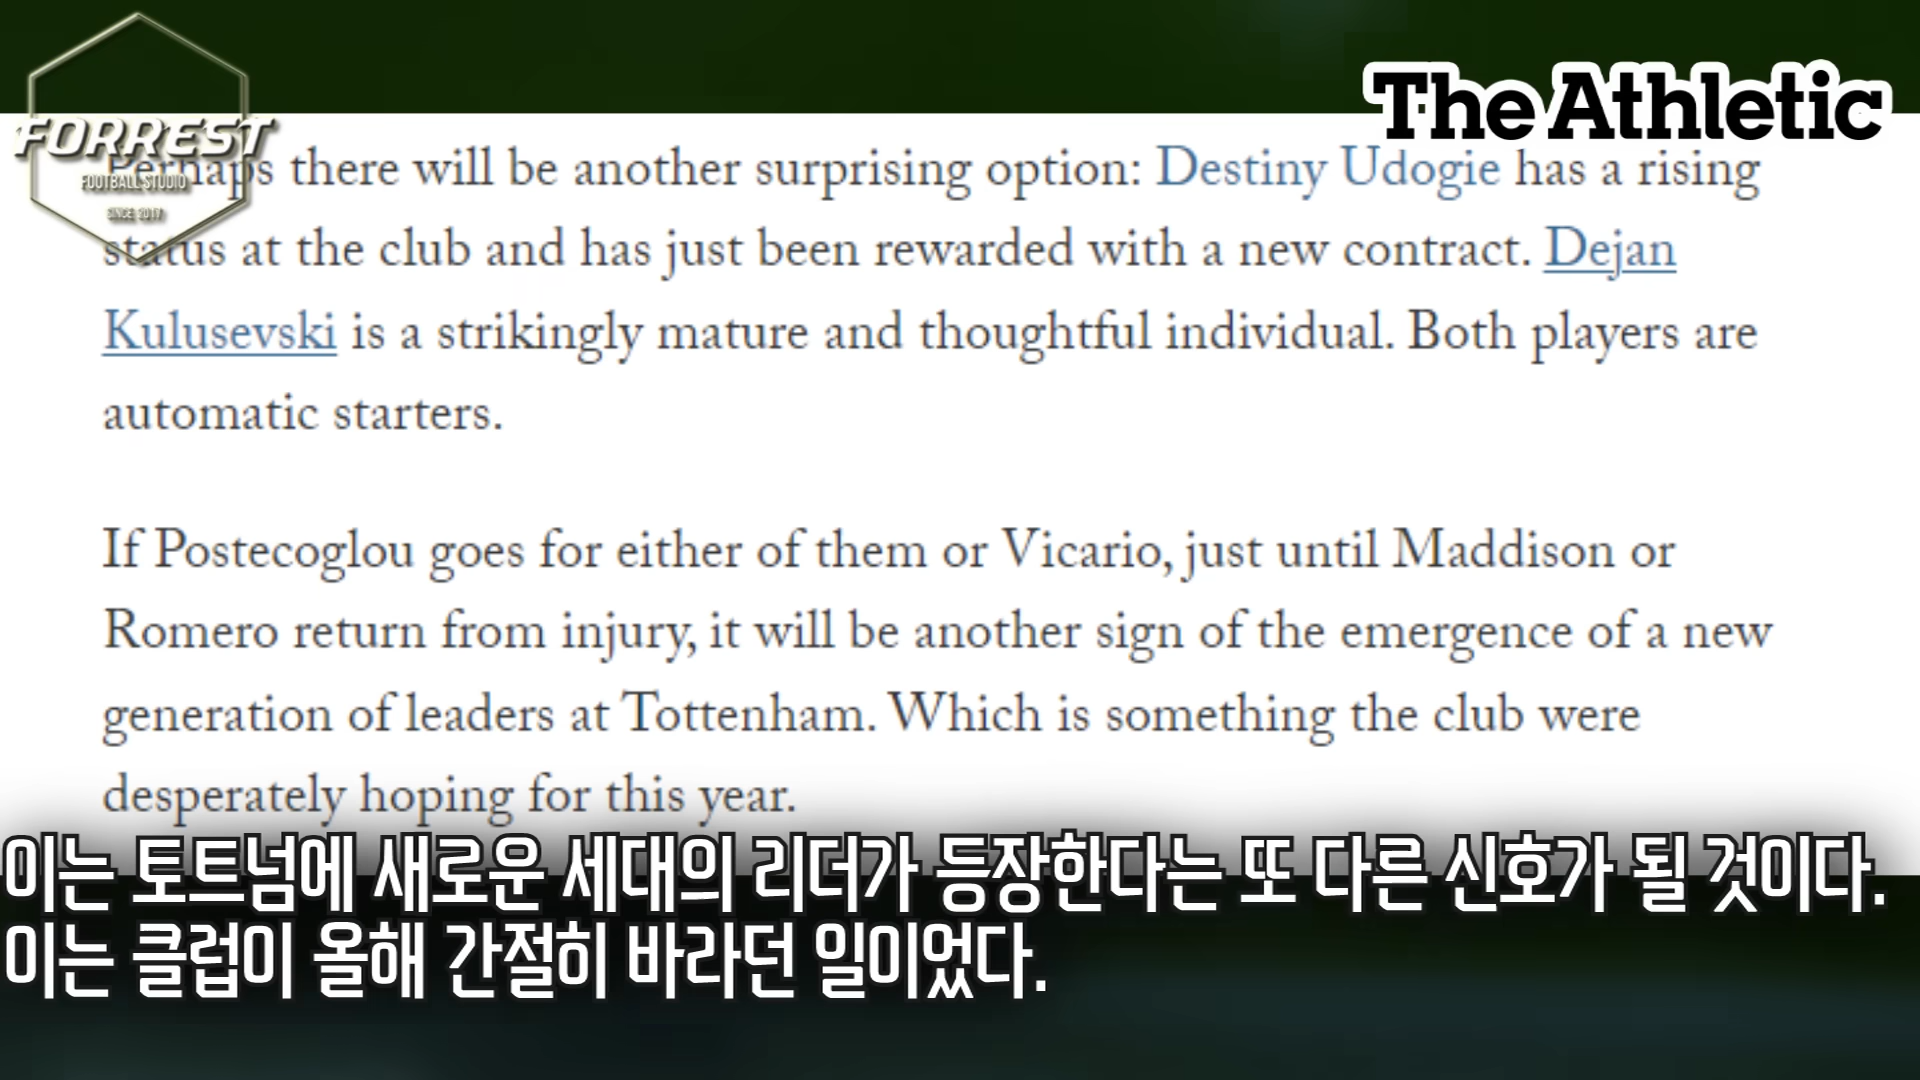 FORREST
FOOTBALL STUDIO
SINCE 2017
The Athletic
Perhaps there will be another surprising option: Destiny Udogie has a rising
status at the club and has just been rewarded with a new contract. Dejan
Kulusevski is a strikingly mature and thoughtful individual. Both players are
automatic starters.
If Postecoglou goes for either of them or Vicario, just until Maddison or
Romero return from injury, it will be another sign of the emergence of a new
generation of leaders at Tottenham. Which is something the club were
desperately hoping for this year.
이는 토트넘에 새로운 세대의 리더가 등장한다는 또 다른 신호가 될 것이다.
이는 클럽이 올해 간절히 바라던 일이었다.